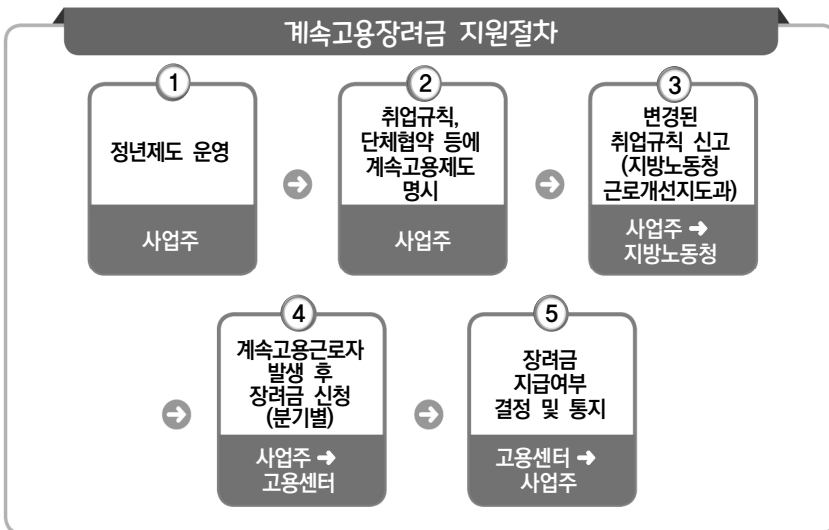 계속고용장려금 지원절차
1
정년제도 운영
사업주
2
취업규칙,
단체협약 등에
계속고용제도
명시
사업주
3
변경된
취업규칙 신고
(지방노동청
근로개선지도과)
사업주 ➜
지방노동청
4
계속고용근로자
발생 후
장려금 신청
(분기별)
사업주 ➜
고용센터
5
장려금
지급여부
결정 및 통지
고용센터 ➜
사업주